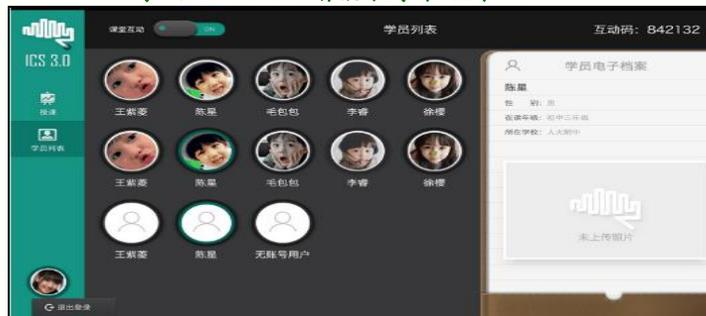 课堂互动 ON 学员列表 互动码：842132
ICS 3.0
授课
学员列表
王紫菱 陈星 毛包包 李睿 徐樱
王紫菱 陈星 毛包包 李睿 徐樱
王紫菱 陈星 无账号用户
退出登录
学员电子档案
陈星
性 别：男
在读年级：初中三年级
所在学校：人大附中
未上传照片